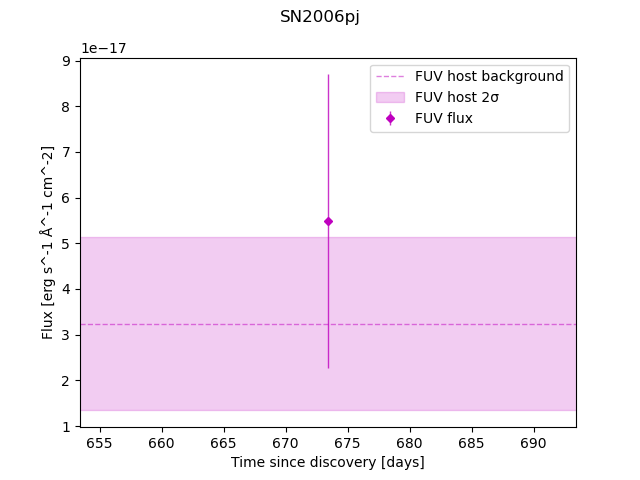 SN2006pj
1e−17
9
8
7
6
5
4
3
2
1
Flux [erg s^-1 Å^-1 cm^-2]
FUV host background
FUV host 2σ
FUV flux
655 660 665 670 675 680 685 690
Time since discovery [days]